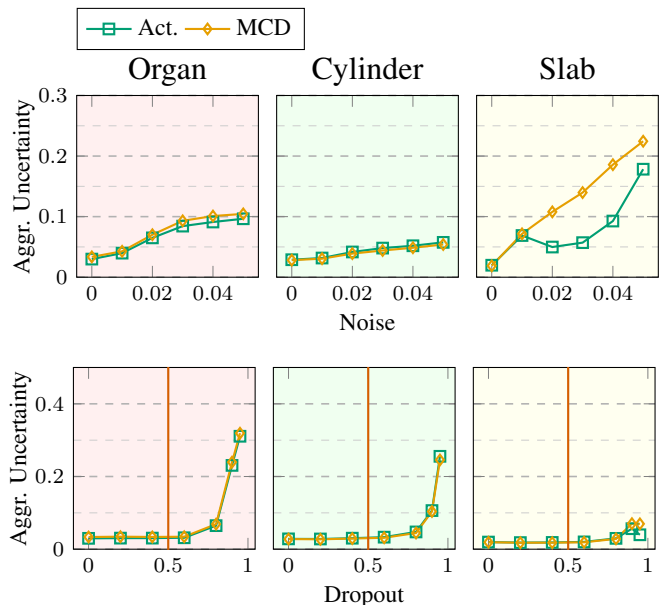 Act. MCD
Organ Cylinder Slab
Aggr. Uncertainty
0.3
0.2
0.1
0
0 0.02 0.04 0 0.02 0.04 0 0.02 0.04
Noise
Aggr. Uncertainty
0.4
0.2
0
0 0.5 1 0 0.5 1 0 0.5 1
Dropout